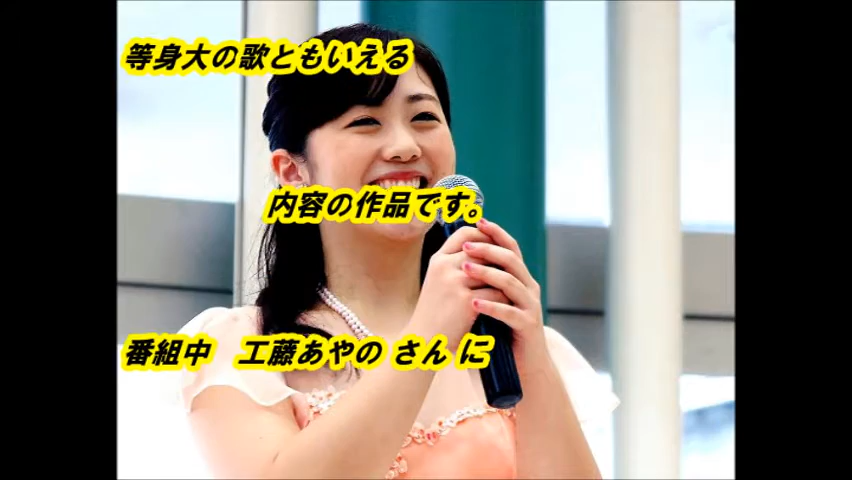 等身大の歌ともいえる
内容の作品です。
番組中　工藤あやの さん に